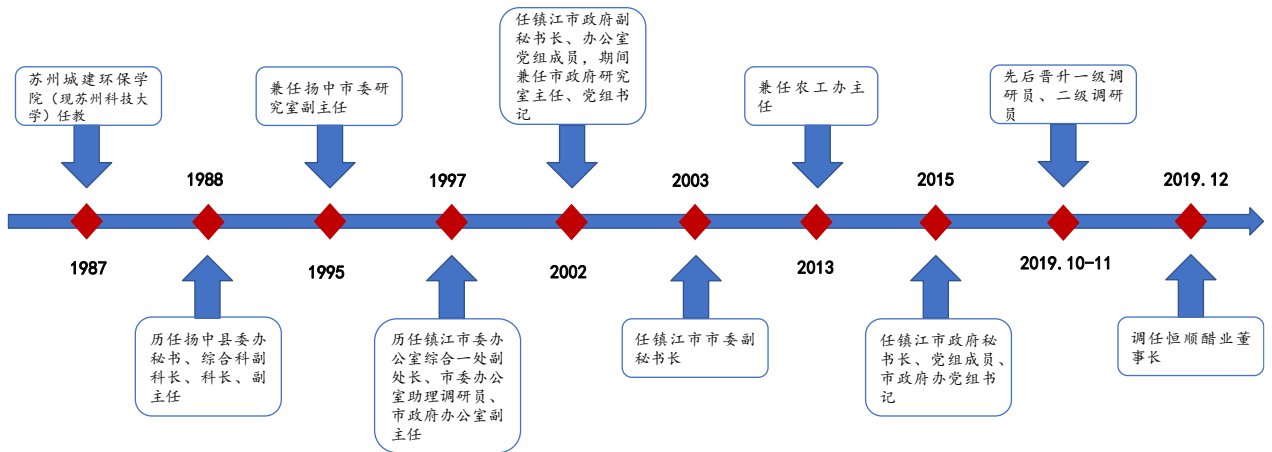 苏州城建环保学
院（现苏州科技大
学）任教
兼任扬中市委研
究室副主任
任镇江市政府副
秘书长、办公室
党组成员，期间
兼任市政府研究
室主任、党组书
记
兼任农工办主
任
先后晋升一级调
研员、二级调研
员
1988
1997
2003
2015
2019.12
1987
1995
2002
2013
2019.10-11
历任扬中县委办
秘书、综合科副
科长、科长、副
主任
历任镇江市委办
公室综合一处副
处长、市委办公
室助理调研员、
市政府办公室副
主任
任镇江市市委副
秘书长
任镇江市政府秘
书长、党组成员、
市政府办党组书
记
调任恒顺醋业董
事长